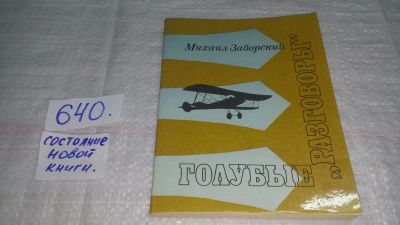 640.
состояние
новой
книги.
Михаил Заборский
ГОЛУБЫЕ
„РАЗГОВОРЫ"